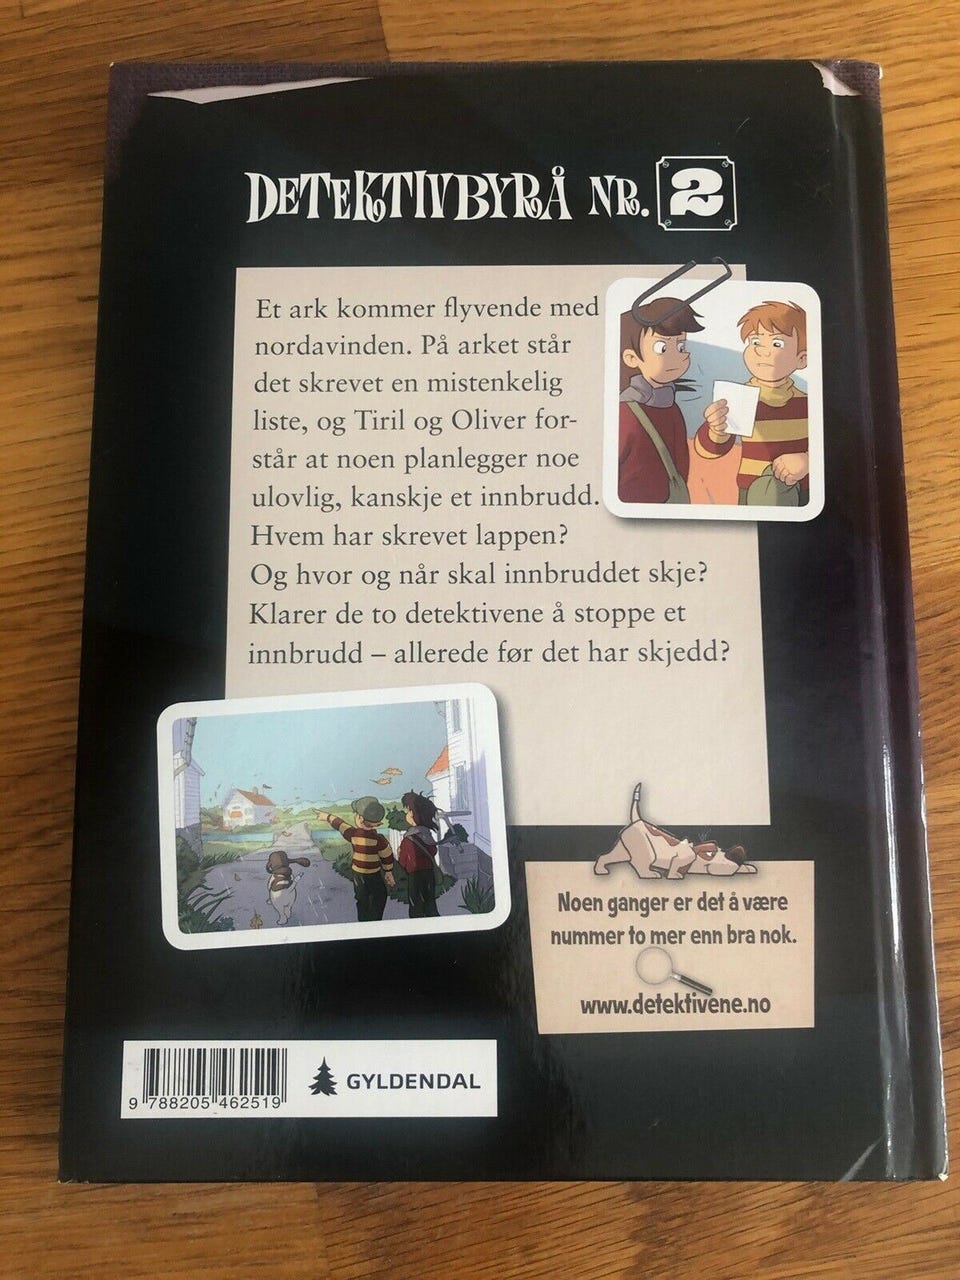 DETEKTIVBYRÅ NR. 2
Et ark kommer flyvende med
nordavinden. På arket står
det skrevet en mistenkelig
liste, og Tiril og Oliver for-
står at noen planlegger noe
ulovlig, kanskje et innbrudd.
Hvem har skrevet lappen?
Og hvor og når skal innbruddet skje?
Klarer de to detektivene å stoppe et
innbrudd – allerede før det har skjedd?
Noen ganger er det å være
nummer to mer enn bra nok.
www.detektivene.no
9 788205 462519
GYLDENDAL